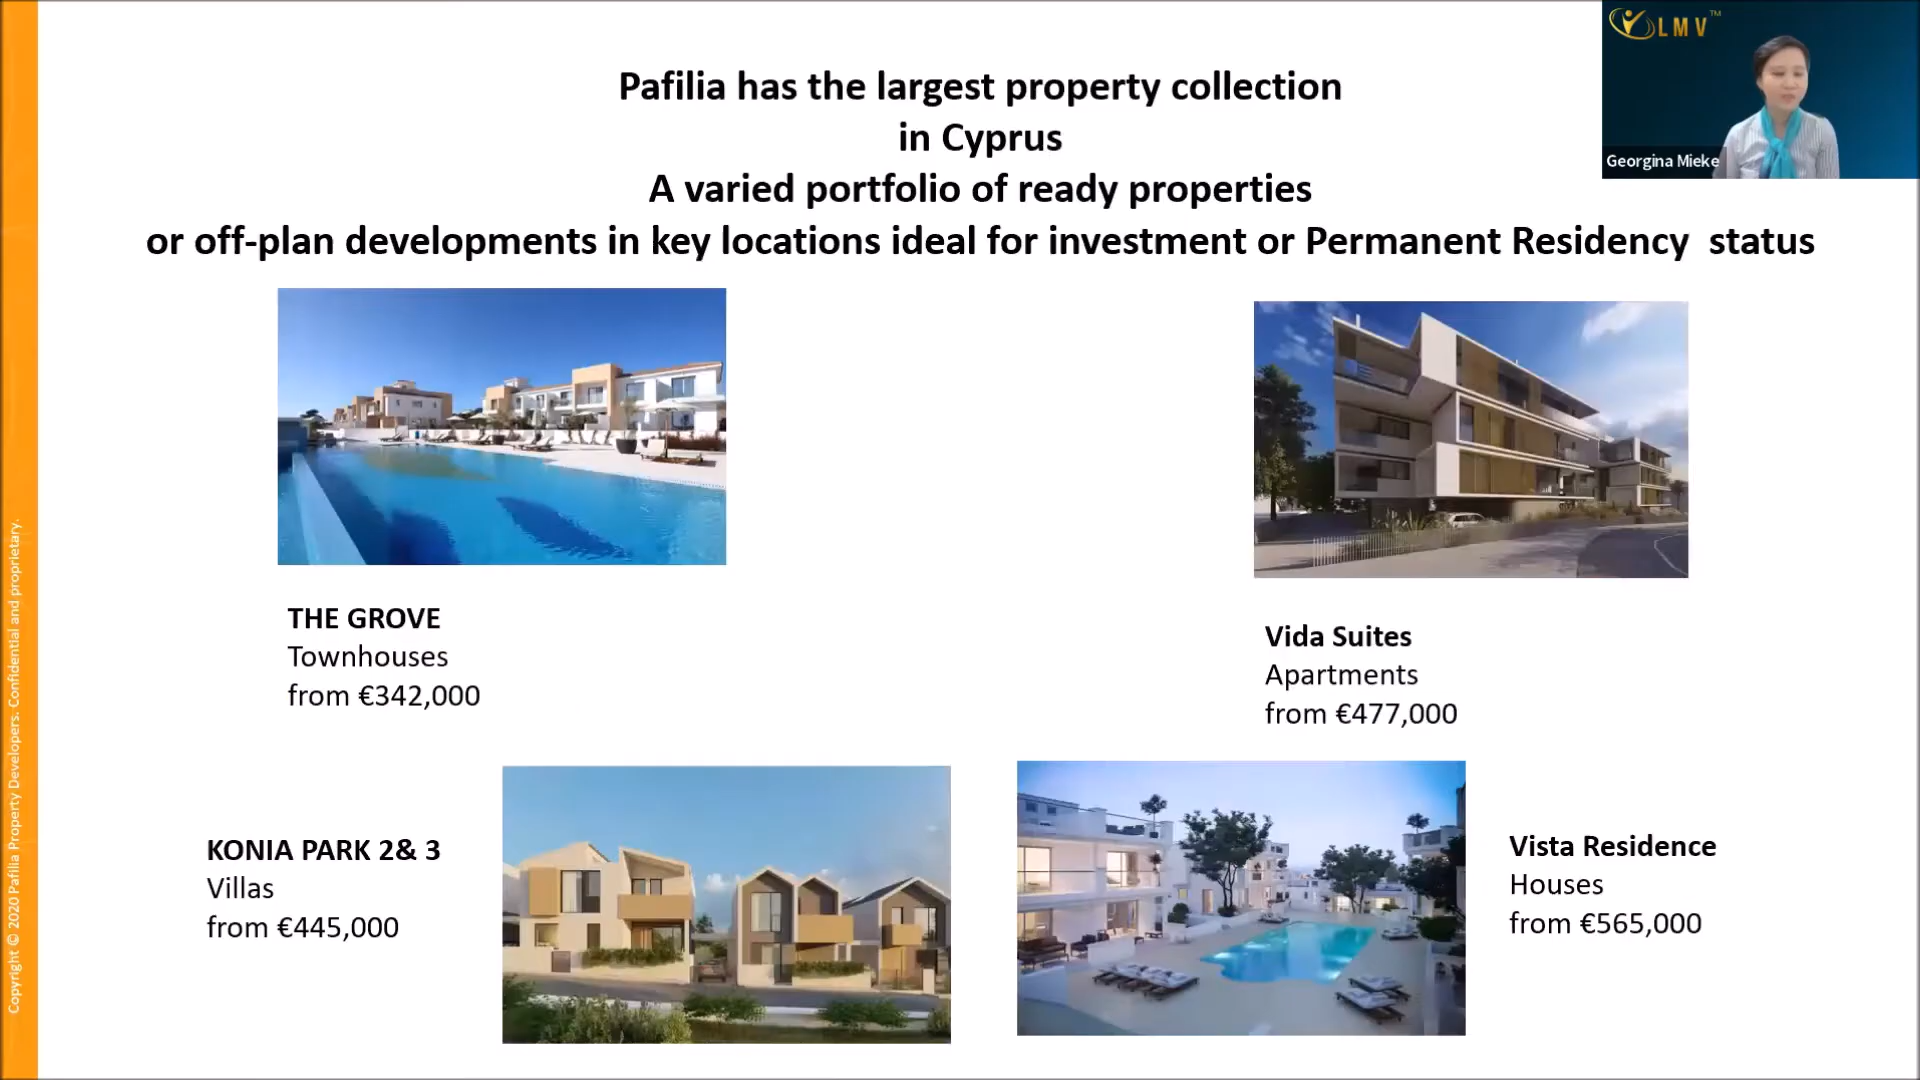 Pafilia has the largest property collection
in Cyprus
A varied portfolio of ready properties
or off-plan developments in key locations ideal for investment or Permanent Residency status
LMV™
Georgina Mieke
THE GROVE
Townhouses
from €342,000
Vida Suites
Apartments
from €477,000
KONIA PARK 2& 3
Villas
from €445,000
Vista Residence
Houses
from €565,000
Copyright © 2020 Pafilia Property Developers. Confidential and proprietary.